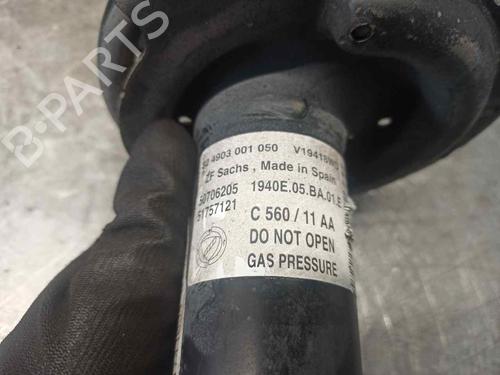 4903 001 050 V19418W
ZF Sachs , Made in Spain
50706205 1940E.05.BA.01.E
51757121 C 560 / 11 AA
DO NOT OPEN
GAS PRESSURE
B-PARTS